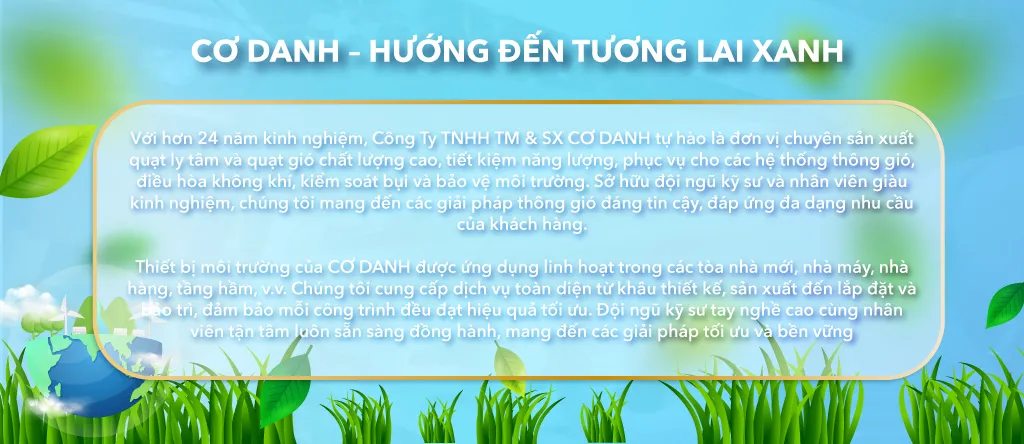 CƠ DANH – HƯỚNG ĐẾN TƯƠNG LAI XANH
Với hơn 24 năm kinh nghiệm, Công Ty TNHH TM & SX CƠ DANH tự hào là đơn vị chuyên sản xuất
quạt ly tâm và quạt gió chất lượng cao, tiết kiệm năng lượng, phục vụ cho các hệ thống thông gió,
điều hòa không khí, kiểm soát bụi và bảo vệ môi trường. Sở hữu đội ngũ kỹ sư và nhân viên giàu
kinh nghiệm, chúng tôi mang đến các giải pháp thông gió đáng tin cậy, đáp ứng đa dạng nhu cầu
của khách hàng.
Thiết bị môi trường của CƠ DANH được ứng dụng linh hoạt trong các tòa nhà mới, nhà máy, nhà
hàng, tầng hầm, v.v. Chúng tôi cung cấp dịch vụ toàn diện từ khâu thiết kế, sản xuất đến lắp đặt và
bảo trì, đảm bảo mỗi công trình đều đạt hiệu quả tối ưu. Đội ngũ kỹ sư tay nghề cao cùng nhân
viên tận tâm luôn sẵn sàng đồng hành, mang đến các giải pháp tối ưu và bền vững